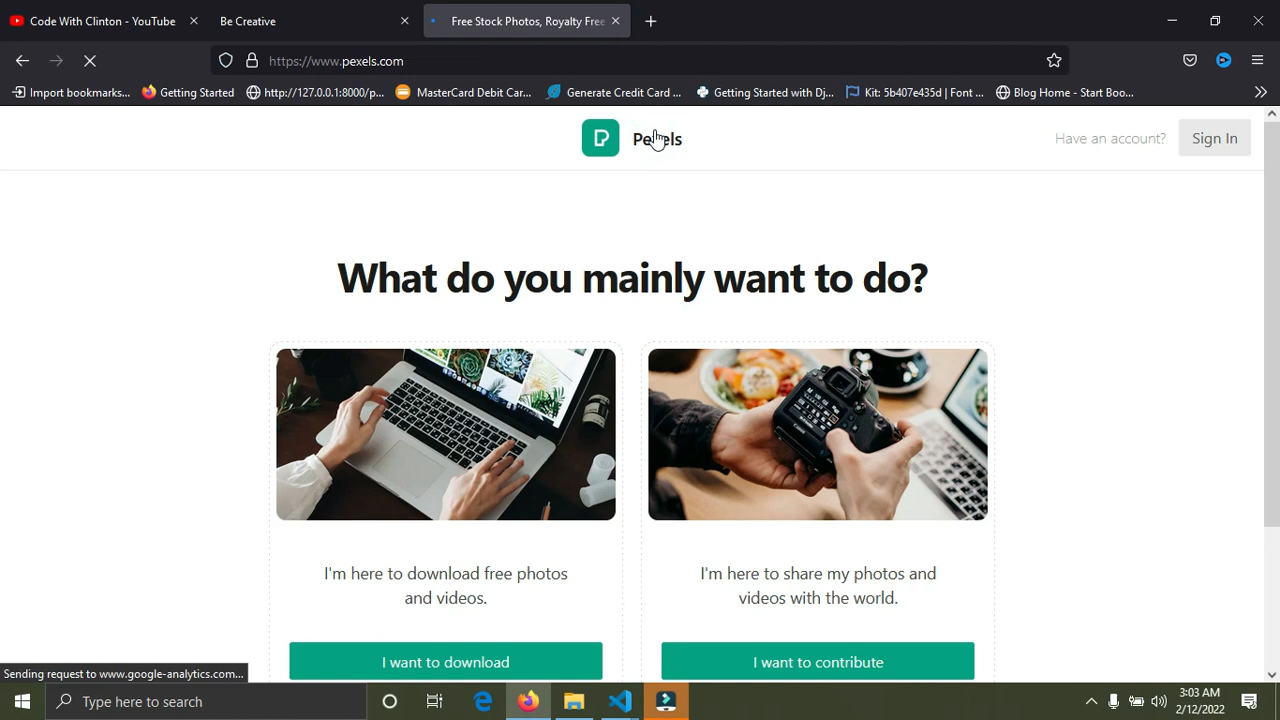 Code With Clinton - YouTube
Be Creative
Free Stock Photos, Royalty Free
https://www.pexels.com
Import bookmarks...
Getting Started
http://127.0.0.1:8000/p...
MasterCard Debit Car...
Generate Credit Card ...
Getting Started with Dj...
Kit: 5b407e435d | Font ...
Blog Home - Start Boo...
Pexels
Have an account?
Sign In
What do you mainly want to do?
I'm here to download free photos
and videos.
I'm here to share my photos and
videos with the world.
I want to download
I want to contribute
Sending request to www.google-analytics.com...
Type here to search
3:03 AM
2/12/2022